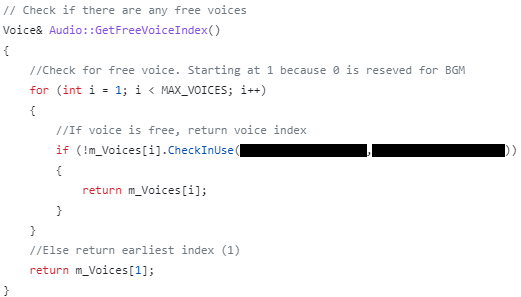 // Check if there are any free voices
Voice& Audio::GetFreeVoiceIndex()
{
    //Check for free voice. Starting at 1 because 0 is reseved for BGM
    for (int i = 1; i < MAX_VOICES; i++)
    {
        //If voice is free, return voice index
        if (!m_Voices[i].CheckInUse(,))
        {
            return m_Voices[i];
        }
    }
    //Else return earliest index (1)
    return m_Voices[1];
}